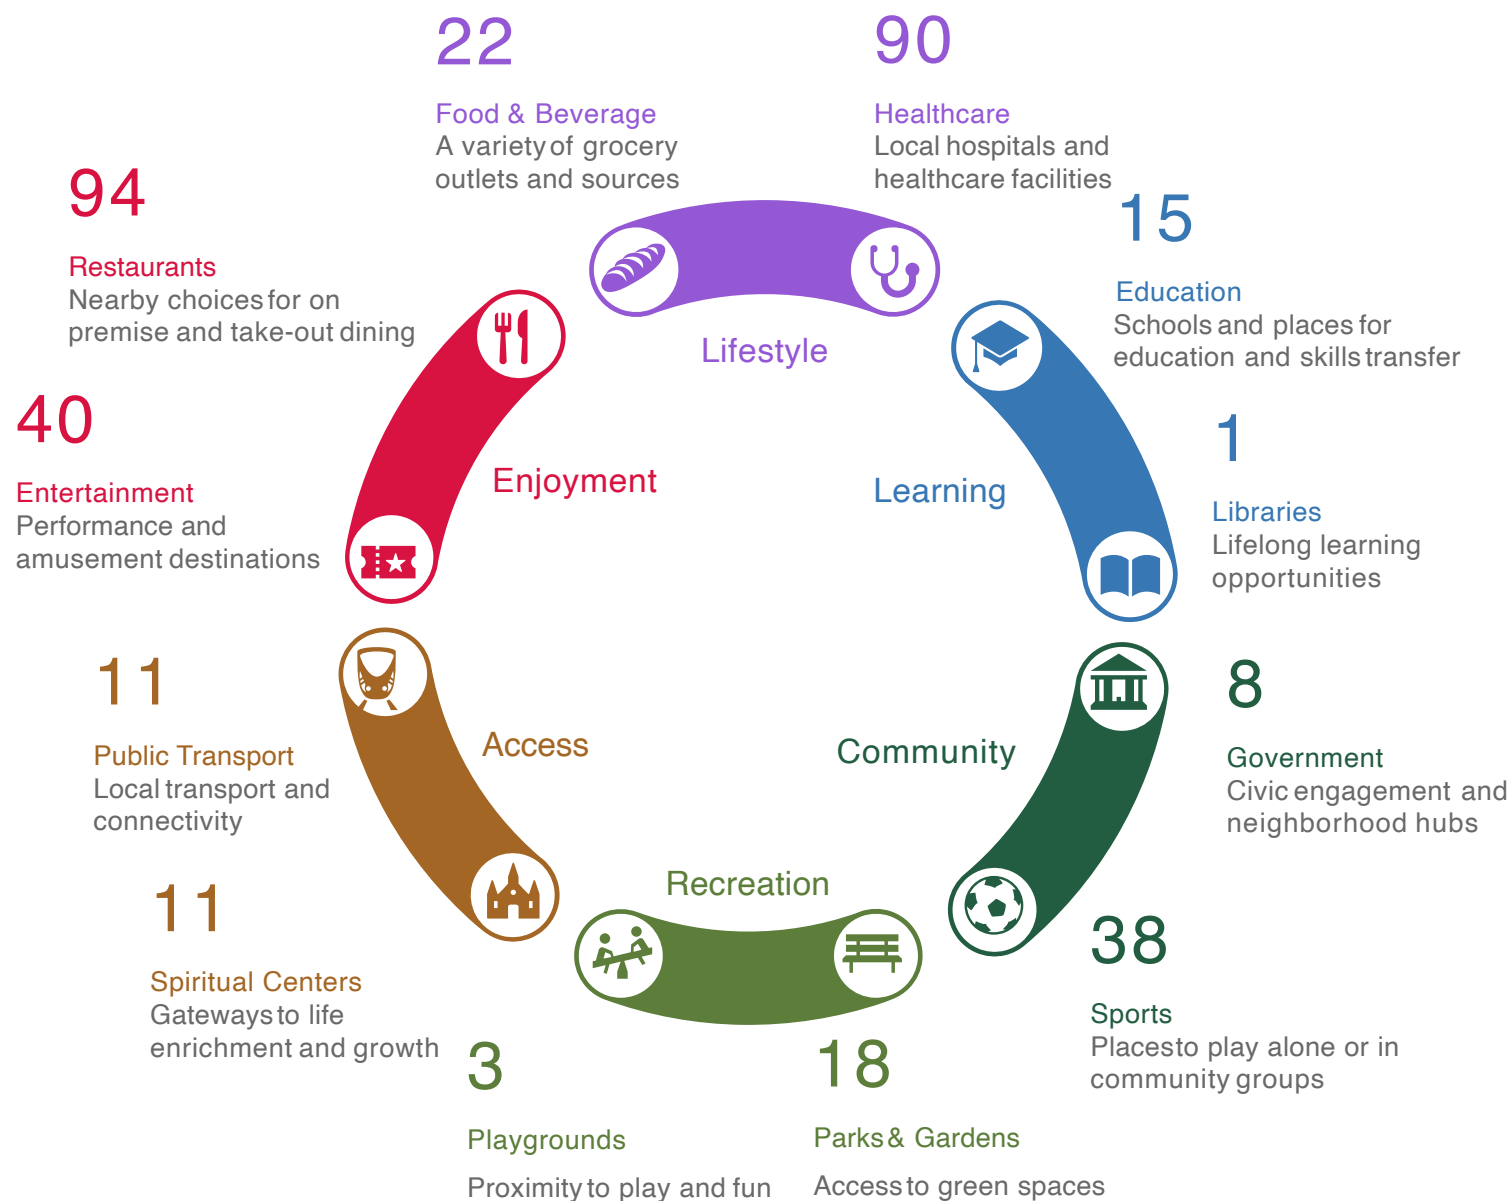 22
Food & Beverage
A variety of grocery
outlets and sources
90
Healthcare
Local hospitals and
healthcare facilities
94
Restaurants
Nearby choices for on
premise and take-out dining
15
Education
Schools and places for
education and skills transfer
Lifestyle
40
Entertainment
Performance and
amusement destinations
Enjoyment
Learning
1
Libraries
Lifelong learning
opportunities
11
Public Transport
Local transport and
connectivity
Access
Community
8
Government
Civic engagement and
neighborhood hubs
11
Spiritual Centers
Gateways to life
enrichment and growth
Recreation
38
Sports
Places to play alone or in
community groups
3
Playgrounds
Proximity to play and fun
18
Parks & Gardens
Access to green spaces